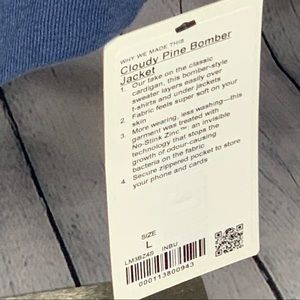 WHY WE MADE THIS
Cloudy Pine Bomber
Jacket
1. Our take on the classic
cardigan, this bomber-style
sweater layers easily over
t-shirts and under jackets
2. Fabric feels super soft on your
skin
3. More wearing, less washing—this
garment was treated with
No-Stink Zinc™: an invisible
technology that stops the
growth of odour-causing
bacteria on the fabric
4. Secure zippered pocket to store
your phone and cards
SIZE
L
LM3BZ4S INBU
000113800943